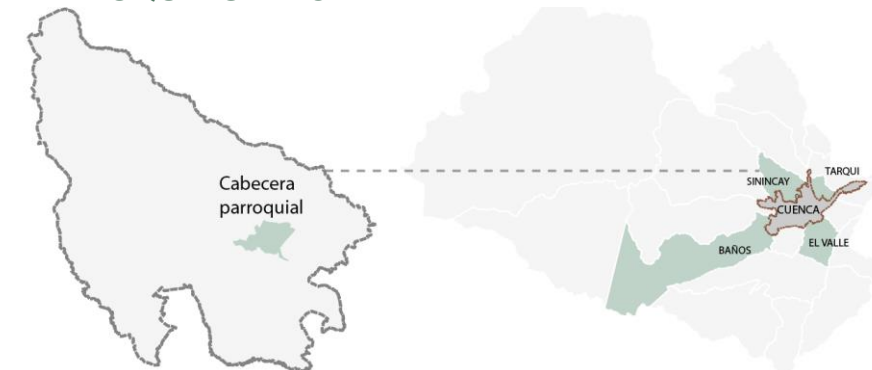 Cabecera
parroquial
TARQUI
SININCAY
CUENCA
EL VALLE
BAÑOS